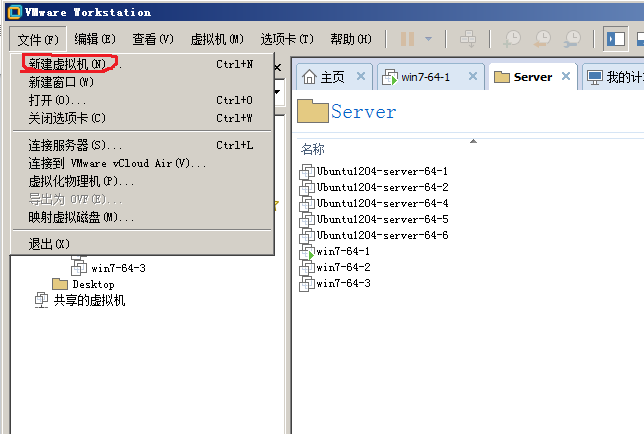 VMware Workstation
文件(F) 编辑(E) 查看(V) 虚拟机(M) 选项卡(T) 帮助(H)
新建虚拟机(N)... Ctrl+N
新建窗口(W)
打开(O)... Ctrl+O
关闭选项卡(C) Ctrl+W
连接服务器(S)... Ctrl+L
连接到 VMware vCloud Air(V)...
虚拟化物理机(P)...
导出为 OVF(E)...
映射虚拟磁盘(M)...
退出(X)
win7-64-3
Desktop
共享的虚拟机
主页 win7-64-1 Server 我的计
Server
名称
Ubuntu1204-server-64-1
Ubuntu1204-server-64-2
Ubuntu1204-server-64-4
Ubuntu1204-server-64-5
Ubuntu1204-server-64-6
win7-64-1
win7-64-2
win7-64-3